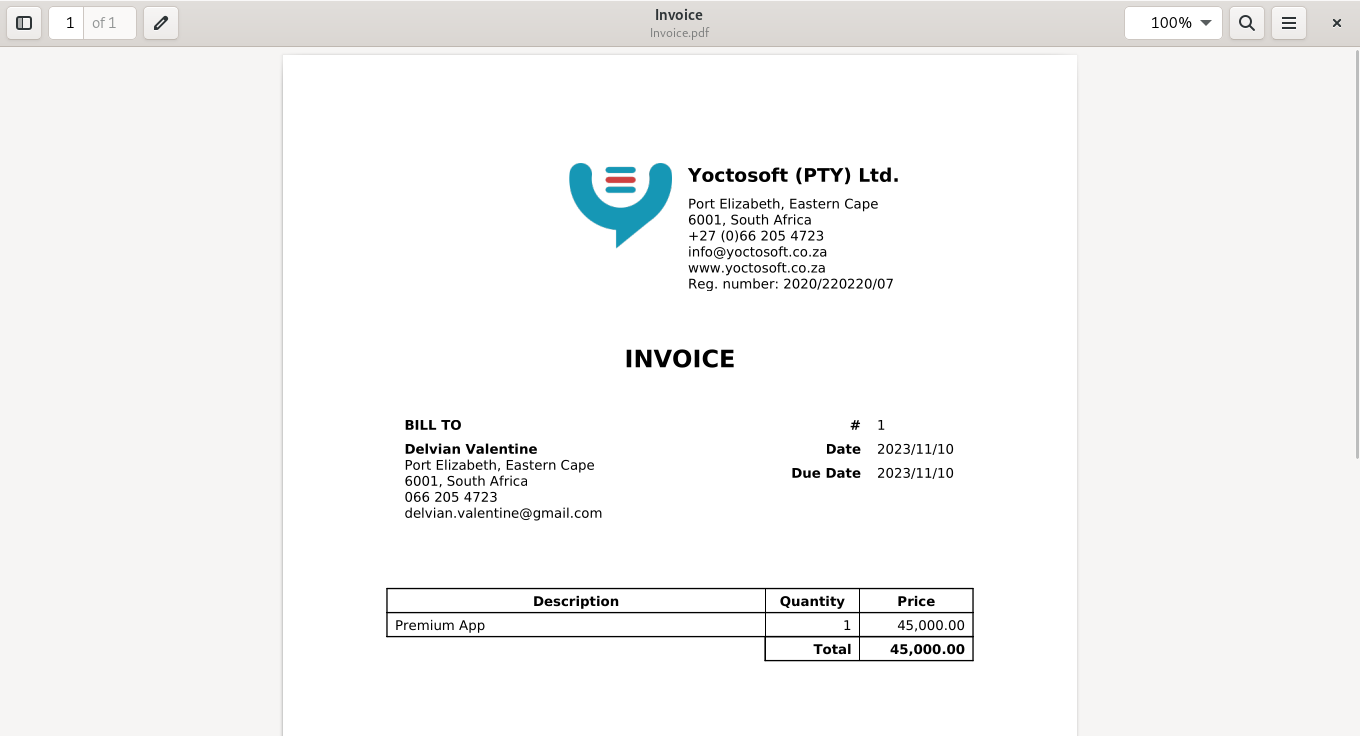 Invoice
Invoice.pdf
1 of 1
100%
Yoctosoft (PTY) Ltd.
Port Elizabeth, Eastern Cape
6001, South Africa
+27 (0)66 205 4723
info@yoctosoft.co.za
www.yoctosoft.co.za
Reg. number: 2020/220220/07
INVOICE
BILL TO
Delvian Valentine
Port Elizabeth, Eastern Cape
6001, South Africa
066 205 4723
delvian.valentine@gmail.com
# 1
Date 2023/11/10
Due Date 2023/11/10
Description Quantity Price
Premium App 1 45,000.00
Total 45,000.00